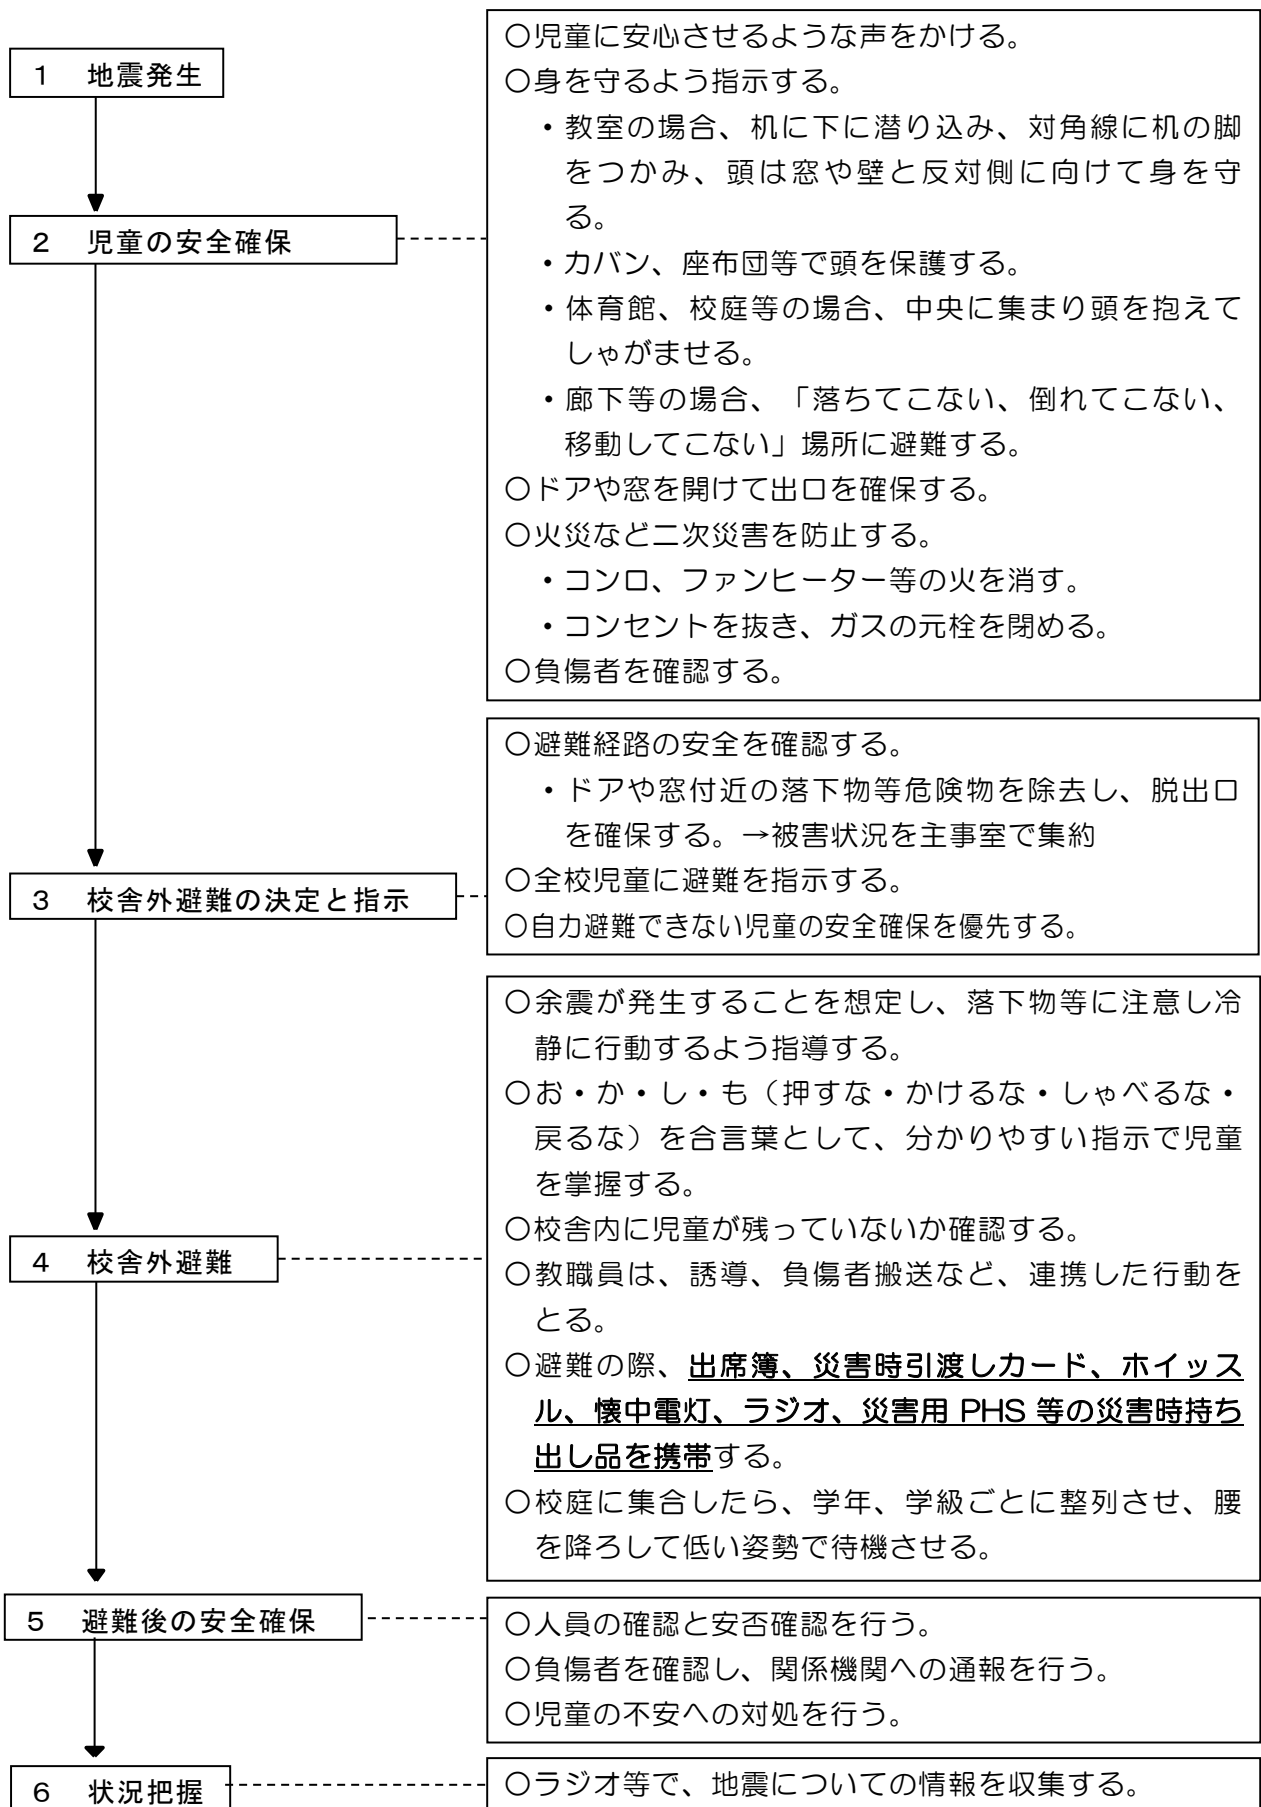 １　地震発生
〇児童に安心させるような声をかける。
〇身を守るよう指示する。
・教室の場合、机に下に潜り込み、対角線に机の脚
をつかみ、頭は窓や壁と反対側に向けて身を守
る。
２　児童の安全確保
・カバン、座布団等で頭を保護する。
・体育館、校庭等の場合、中央に集まり頭を抱えて
しゃがませる。
・廊下等の場合、「落ちてこない、倒れてこない、
移動してこない」場所に避難する。
〇ドアや窓を開けて出口を確保する。
〇火災など二次災害を防止する。
・コンロ、ファンヒーター等の火を消す。
・コンセントを抜き、ガスの元栓を閉める。
〇負傷者を確認する。
３　校舎外避難の決定と指示
〇避難経路の安全を確認する。
・ドアや窓付近の落下物等危険物を除去し、脱出口
を確保する。→被害状況を主事室で集約
〇全校児童に避難を指示する。
〇自力避難できない児童の安全確保を優先する。
４　校舎外避難
〇余震が発生することを想定し、落下物等に注意し冷
静に行動するよう指導する。
〇お・か・し・も（押すな・かけるな・しゃべるな・
戻るな）を合言葉として、分かりやすい指示で児童
を掌握する。
〇校舎内に児童が残っていないか確認する。
〇教職員は、誘導、負傷者搬送など、連携した行動を
とる。
〇避難の際、出席簿、災害時引渡しカード、ホイッス
ル、懐中電灯、ラジオ、災害用 PHS 等の災害時持ち
出し品を携帯する。
〇校庭に集合したら、学年、学級ごとに整列させ、腰
を降ろして低い姿勢で待機させる。
５　避難後の安全確保
〇人員の確認と安否確認を行う。
〇負傷者を確認し、関係機関への通報を行う。
〇児童の不安への対処を行う。
６　状況把握
〇ラジオ等で、地震についての情報を収集する。